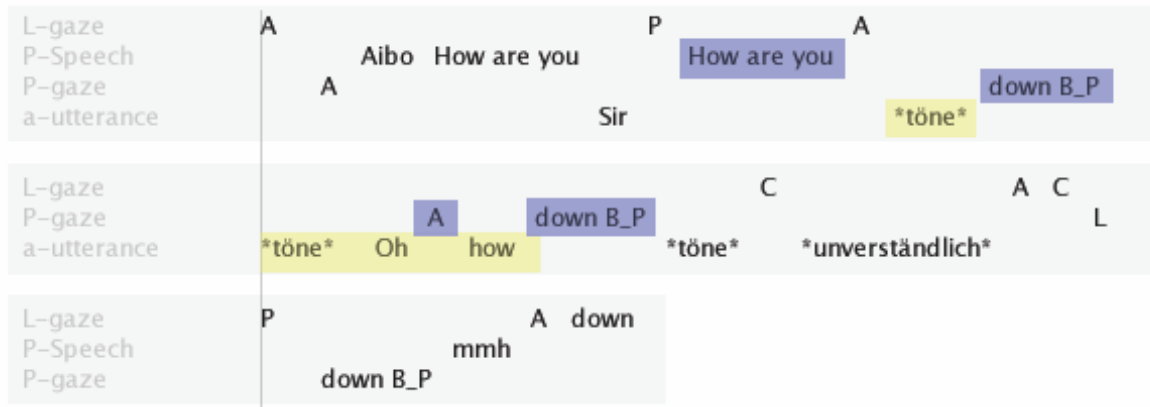 L-gaze A P A
P-Speech Aibo How are you How are you
P-gaze A down B_P
a-utterance Sir *töne*
L-gaze C A C
P-gaze A down B_P L
a-utterance *töne* Oh how *töne* *unverständlich*
L-gaze P A down
P-Speech mmh
P-gaze down B_P